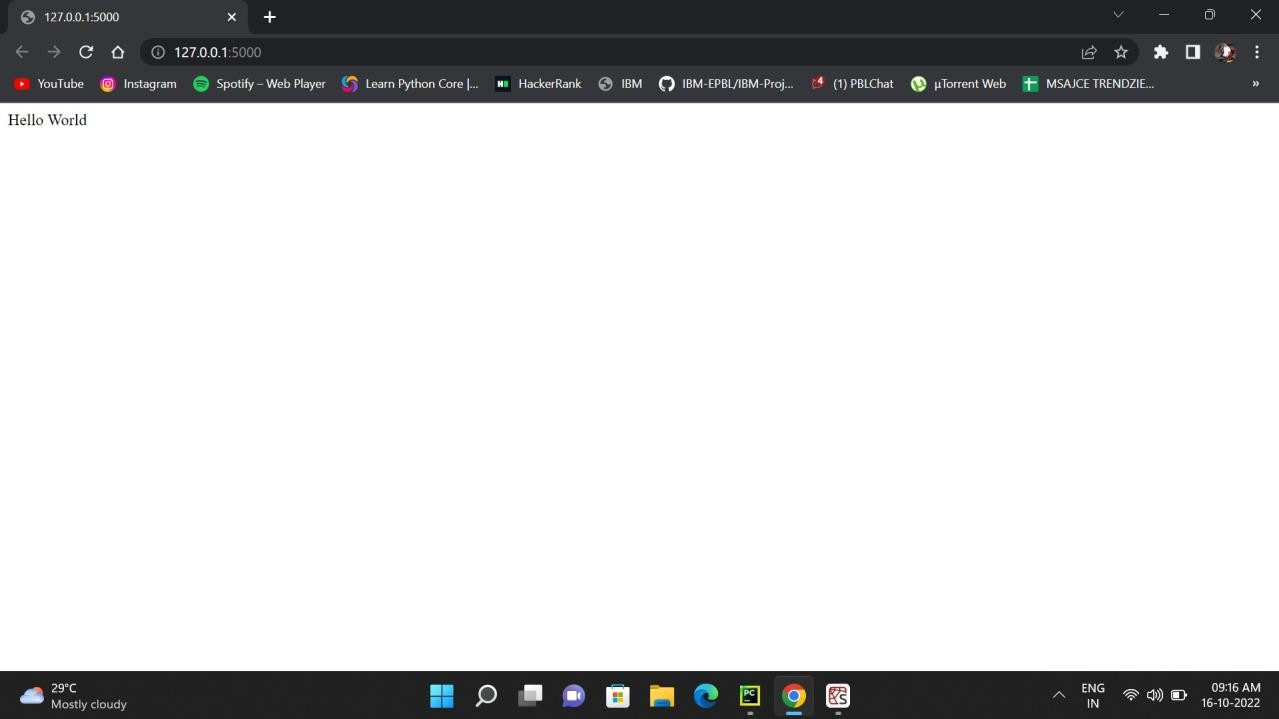 127.0.0.1:5000
127.0.0.1:5000
YouTube Instagram Spotify – Web Player Learn Python Core |... HackerRank IBM IBM-EPBL/IBM-Proj... (1) PBLChat µTorrent Web MSAJCE TRENDZIE... »
Hello World
29°C
Mostly cloudy
ENG
IN
09:16 AM
16-10-2022